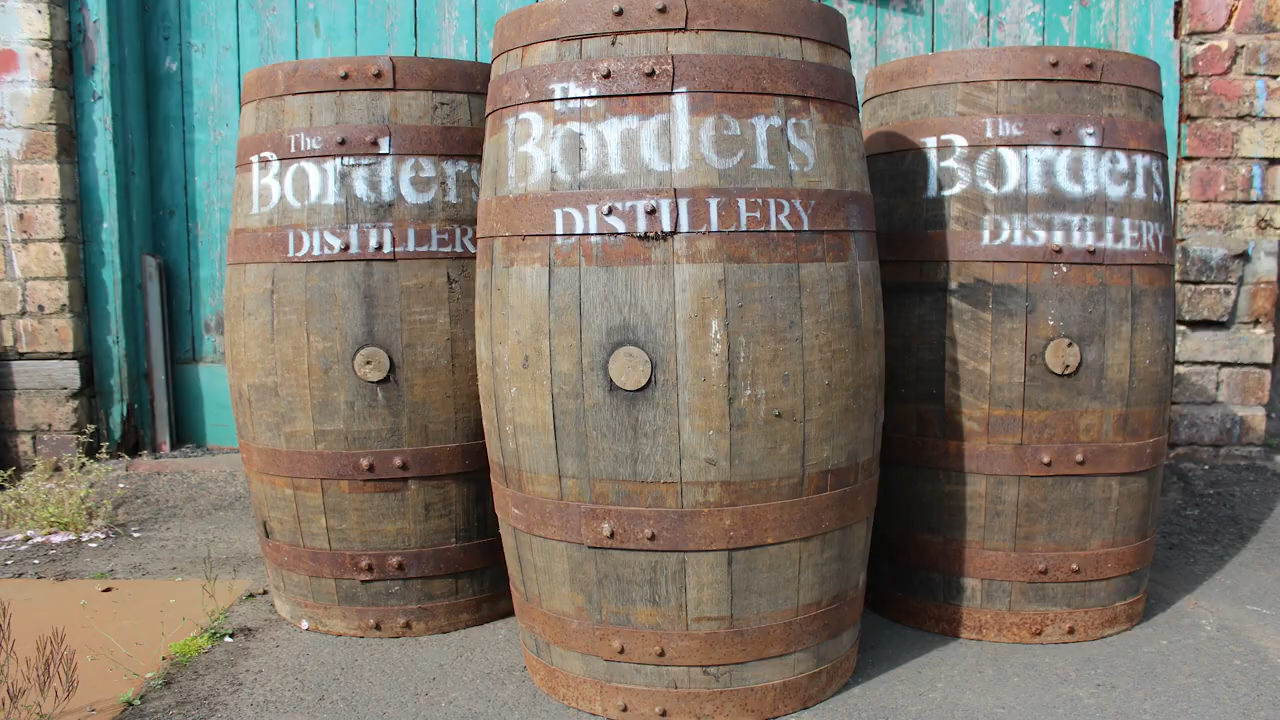 The
Borders
DISTILLERY
The
Borders
DISTILLERY
The
Borders
DISTILLERY